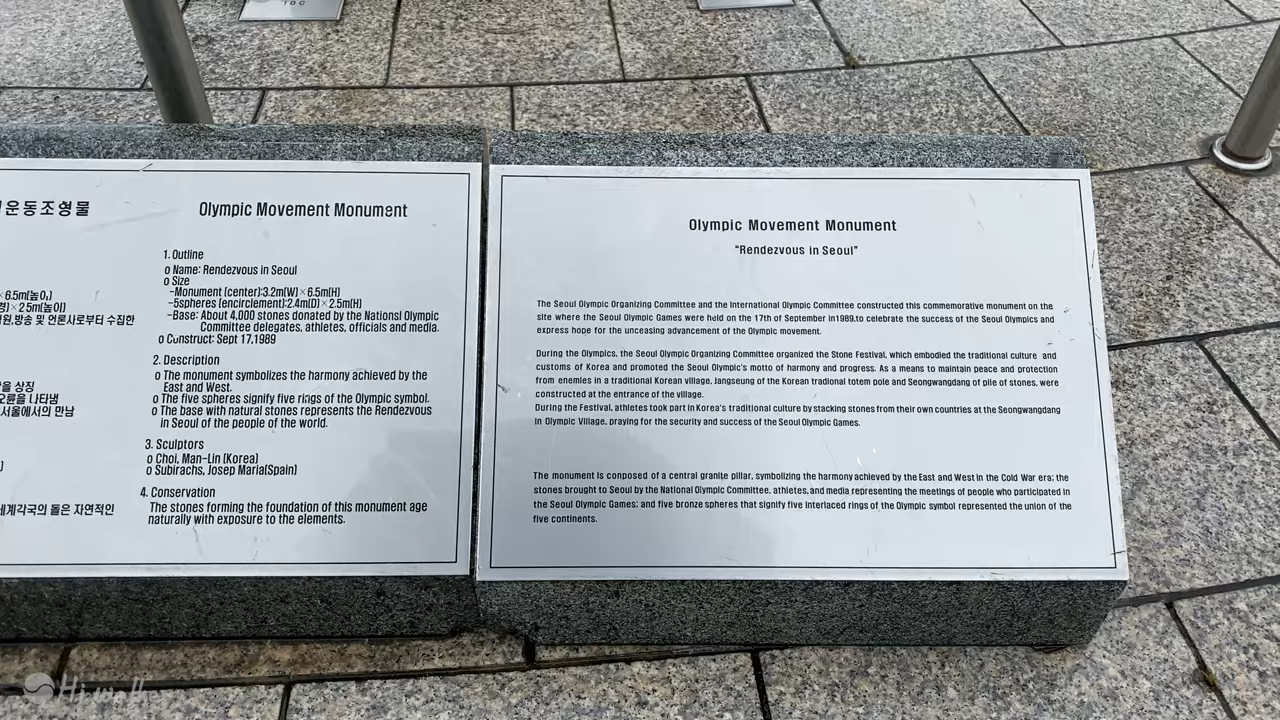 TOC
운동조형물
×6.5m(높이)
경)×2.5m(높이)
원,방송 및 언론사로부터 수집한
을 상징
오륜을 나타냄
서울에서의 만남
세계각국의 돌은 자연적인
Olympic Movement Monument
1. Outline
o Name: Rendezvous in Seoul
o Size
-Monument (center):3.2m(W)×6.5m(H)
-5spheres (encirclement):2.4m(D)×2.5m(H)
-Base: About 4,000 stones donated by the Nationsl Olympic
Committee delegates, athletes, officials and media.
o Construct: Sept 17.1989
2. Description
o The monument symbolizes the harmony achieved by the
East and West.
o The five spheres signify five rings of the Olympic symbol.
o The base with natural stones represents the Rendezvous
in Seoul of the people of the world.
3. Sculptors
o Choi, Man-Lin (Korea)
o Subirachs, Josep Maria(Spain)
4. Conservation
The stones forming the foundation of this monument age
naturally with exposure to the elements.
Olympic Movement Monument
"Rendezvous in Seoul"
The Seoul Olympic Organizing Committee and the International Olympic Committee constructed this commemorative monument on the
site where the Seoul Olympic Games were held on the 17th of September in1989.to celebrate the success of the Seoul Olympics and
express hope for the unceasing advancement of the Olympic movement.
During the Olympics, the Seoul Olympic Organizing Committee organized the Stone Festival, which embodied the traditional culture and
customs of Korea and promoted the Seoul Olympic's motto of harmony and progress. As a means to maintain peace and protection
from enemies in a traditional Korean village, Jangseung of the Korean tradional totem pole and Seongwangdang of pile of stones, were
constructed at the entrance of the village.
During the Festival, athletes took part in Korea's traditional culture by stacking stones from their own countries at the Seongwangdang
in Olympic Village, praying for the security and success of the Seoul Olympic Games.
The monument is conposed of a central granite pillar, symbolizing the harmony achieved by the East and West in the Cold War era; the
stones brought to Seoul by the National Olympic Committee, athletes, and media representing the meetings of people who participated in
the Seoul Olympic Games; and five bronze spheres that signify five interlaced rings of the Olympic symbol represented the union of the
five continents.